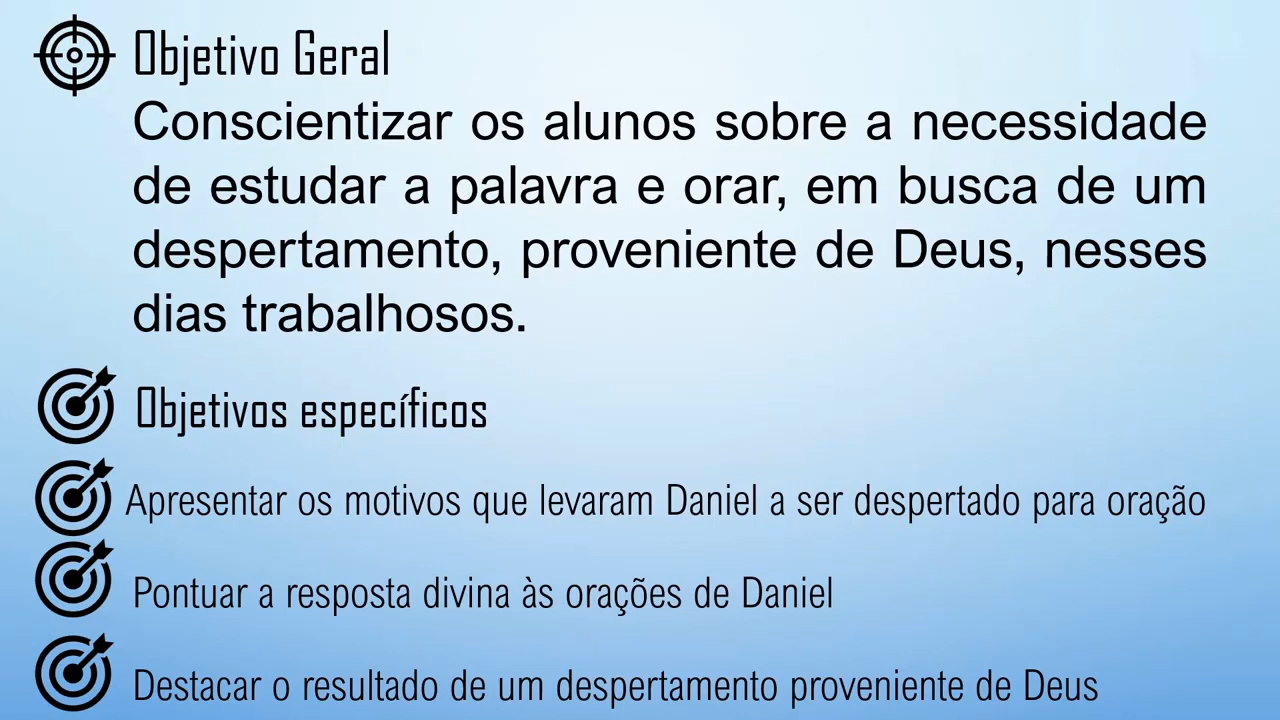 Objetivo Geral
Conscientizar os alunos sobre a necessidade
de estudar a palavra e orar, em busca de um
despertamento, proveniente de Deus, nesses
dias trabalhosos.
Objetivos específicos
Apresentar os motivos que levaram Daniel a ser despertado para oração
Pontuar a resposta divina às orações de Daniel
Destacar o resultado de um despertamento proveniente de Deus